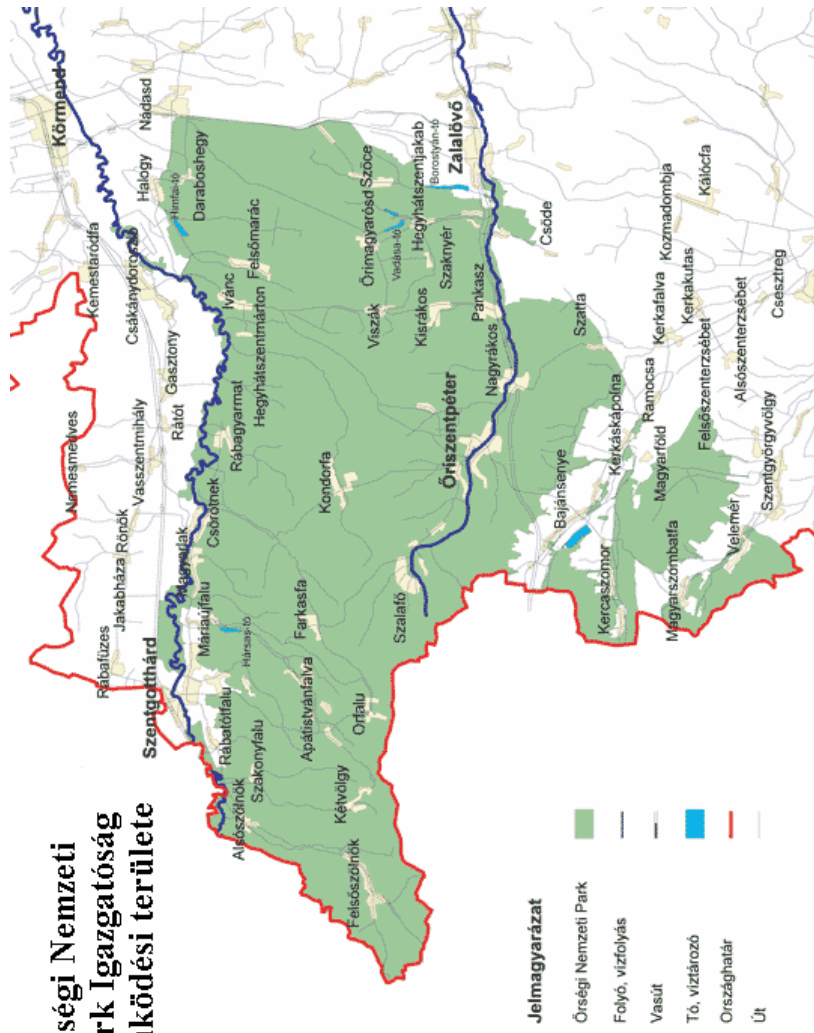 ségi Nemzeti
rk Igazgatóság
ködési területe
Jelmagyarázat
Őrségi Nemzeti Park
Folyó, vízfolyás
Vasút
Tó, víztározó
Országhatár
Út
Körmend
Nádasd
Halogy
Himfai-tó
Daraboshegy
Kemestaródfa
Csákánydoroszló
Felsőmarác
Ivánc
Hegyhátszentmárton
Gasztony
Rátót
Rábagyarmat
Nemesmedves
Vasszentmihály
Csörötnek
Rönök
Jakabháza
Magyarlak
Rábafüzes
Máriaújfalu
Hársas-tó
Szentgotthárd
Rábatótfalu
Szakonyfalu
Alsószölnök
Farkasfa
Apátistvánfalva
Orfalu
Kétvölgy
Felsőszölnök
Kondorfa
Szalafő
Őriszentpéter
Nagyrákos
Pankasz
Viszák
Kisrákos
Szaknyér
Őrimagyarósd
Vadása-tó
Szőce
Hegyhátszentjakab
Borostyán-tó
Zalalövő
Csöde
Szatta
Bajánsenye
Kerkáskápolna
Kercaszomor
Magyarszombatfa
Velemér
Magyarföld
Ramocsa
Kerkafalva
Kerkakutas
Kozmadombja
Kálócfa
Felsőszenterzsébet
Alsószenterzsébet
Szentgyörgyvölgy
Csesztreg